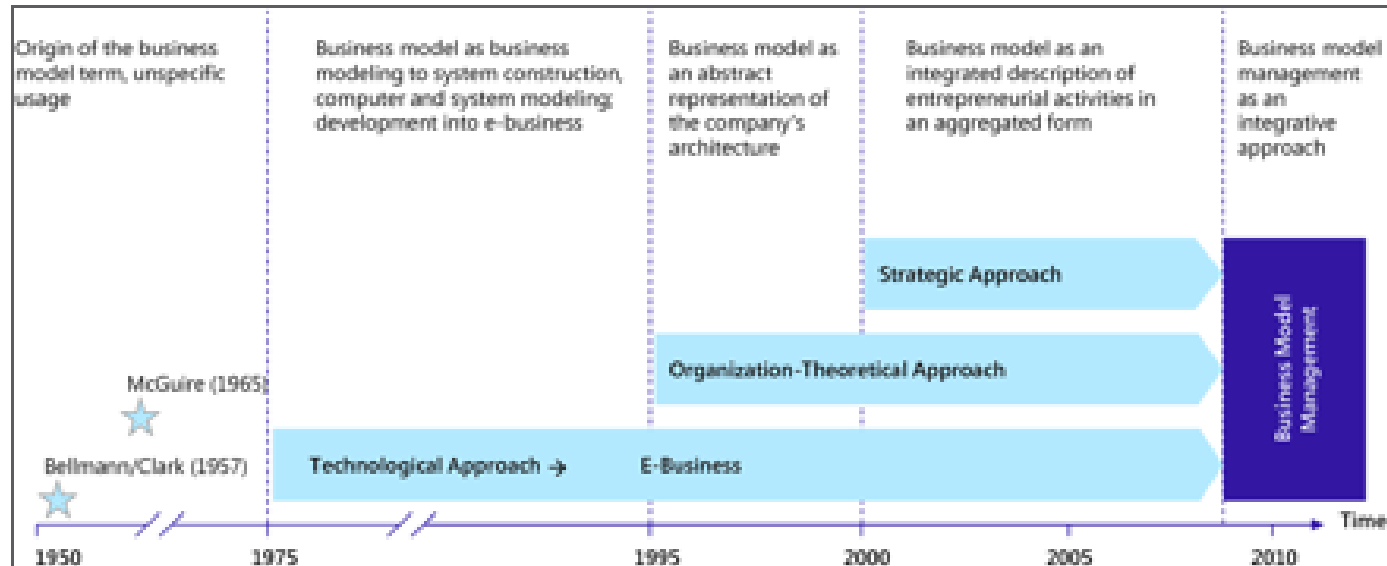 Origin of the business
model term, unspecific
usage
Business model as business
modeling to system construction,
computer and system modeling;
development into e-business
Business model as
an abstract
representation of
the company's
architecture
Business model as an
integrated description of
entrepreneurial activities in
an aggregated form
Business model
management
as an
integrative
approach
Strategic Approach
Organization-Theoretical Approach
McGuire (1965)
Bellmann/Clark (1957)
Technological Approach → E-Business
Business Model
Management
Time
1950 1975 1995 2000 2005 2010